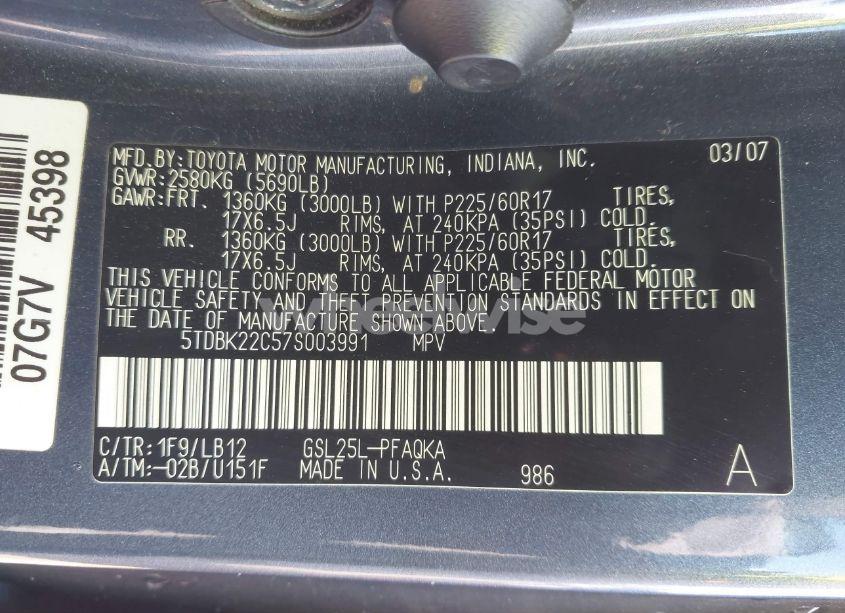 MFD.BY:TOYOTA MOTOR MANUFACTURING, INDIANA, INC. 03/07
GVWR:2580KG (5690LB)
GAWR:FRT. 1360KG (3000LB) WITH P225/60R17 TIRES,
17X6.5J RIMS, AT 240KPA (35PSI) COLD.
RR. 1360KG (3000LB) WITH P225/60R17 TIRES,
17X6.5J RIMS, AT 240KPA (35PSI) COLD.
THIS VEHICLE CONFORMS TO ALL APPLICABLE FEDERAL MOTOR
VEHICLE SAFETY AND THEFT PREVENTION STANDARDS IN EFFECT ON
THE DATE OF MANUFACTURE SHOWN ABOVE.
5TDBK22C57S003991 MPV
C/TR:1F9/LB12 GSL25L-PFAQKA
A/TM:-02B/U151F MADE IN U.S.A. 986 A
07G7V 45398
wheelwise